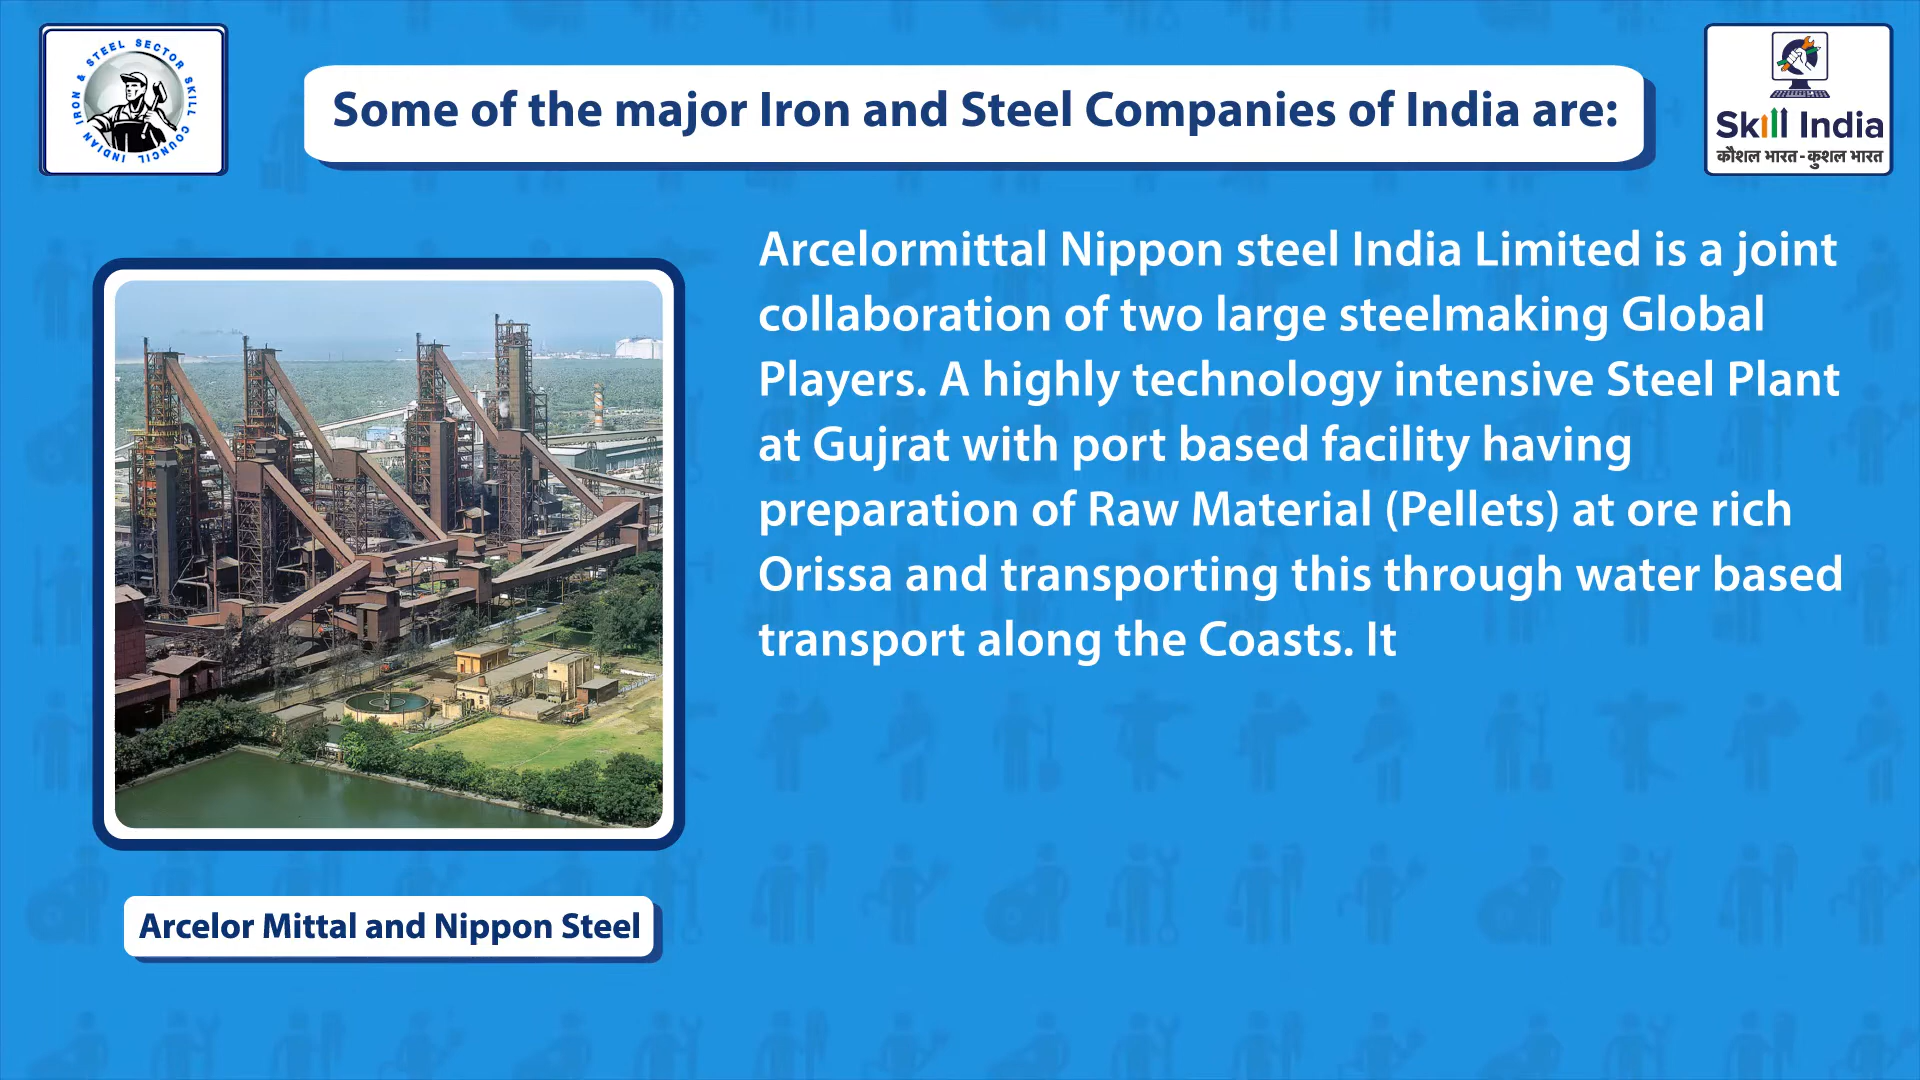 INDIAN IRON & STEEL SECTOR SKILL COUNCIL
Some of the major Iron and Steel Companies of India are:
Skill India
कौशल भारत - कुशल भारत
Arcelormittal Nippon steel India Limited is a joint
collaboration of two large steelmaking Global
Players. A highly technology intensive Steel Plant
at Gujrat with port based facility having
preparation of Raw Material (Pellets) at ore rich
Orissa and transporting this through water based
transport along the Coasts. It
Arcelor Mittal and Nippon Steel